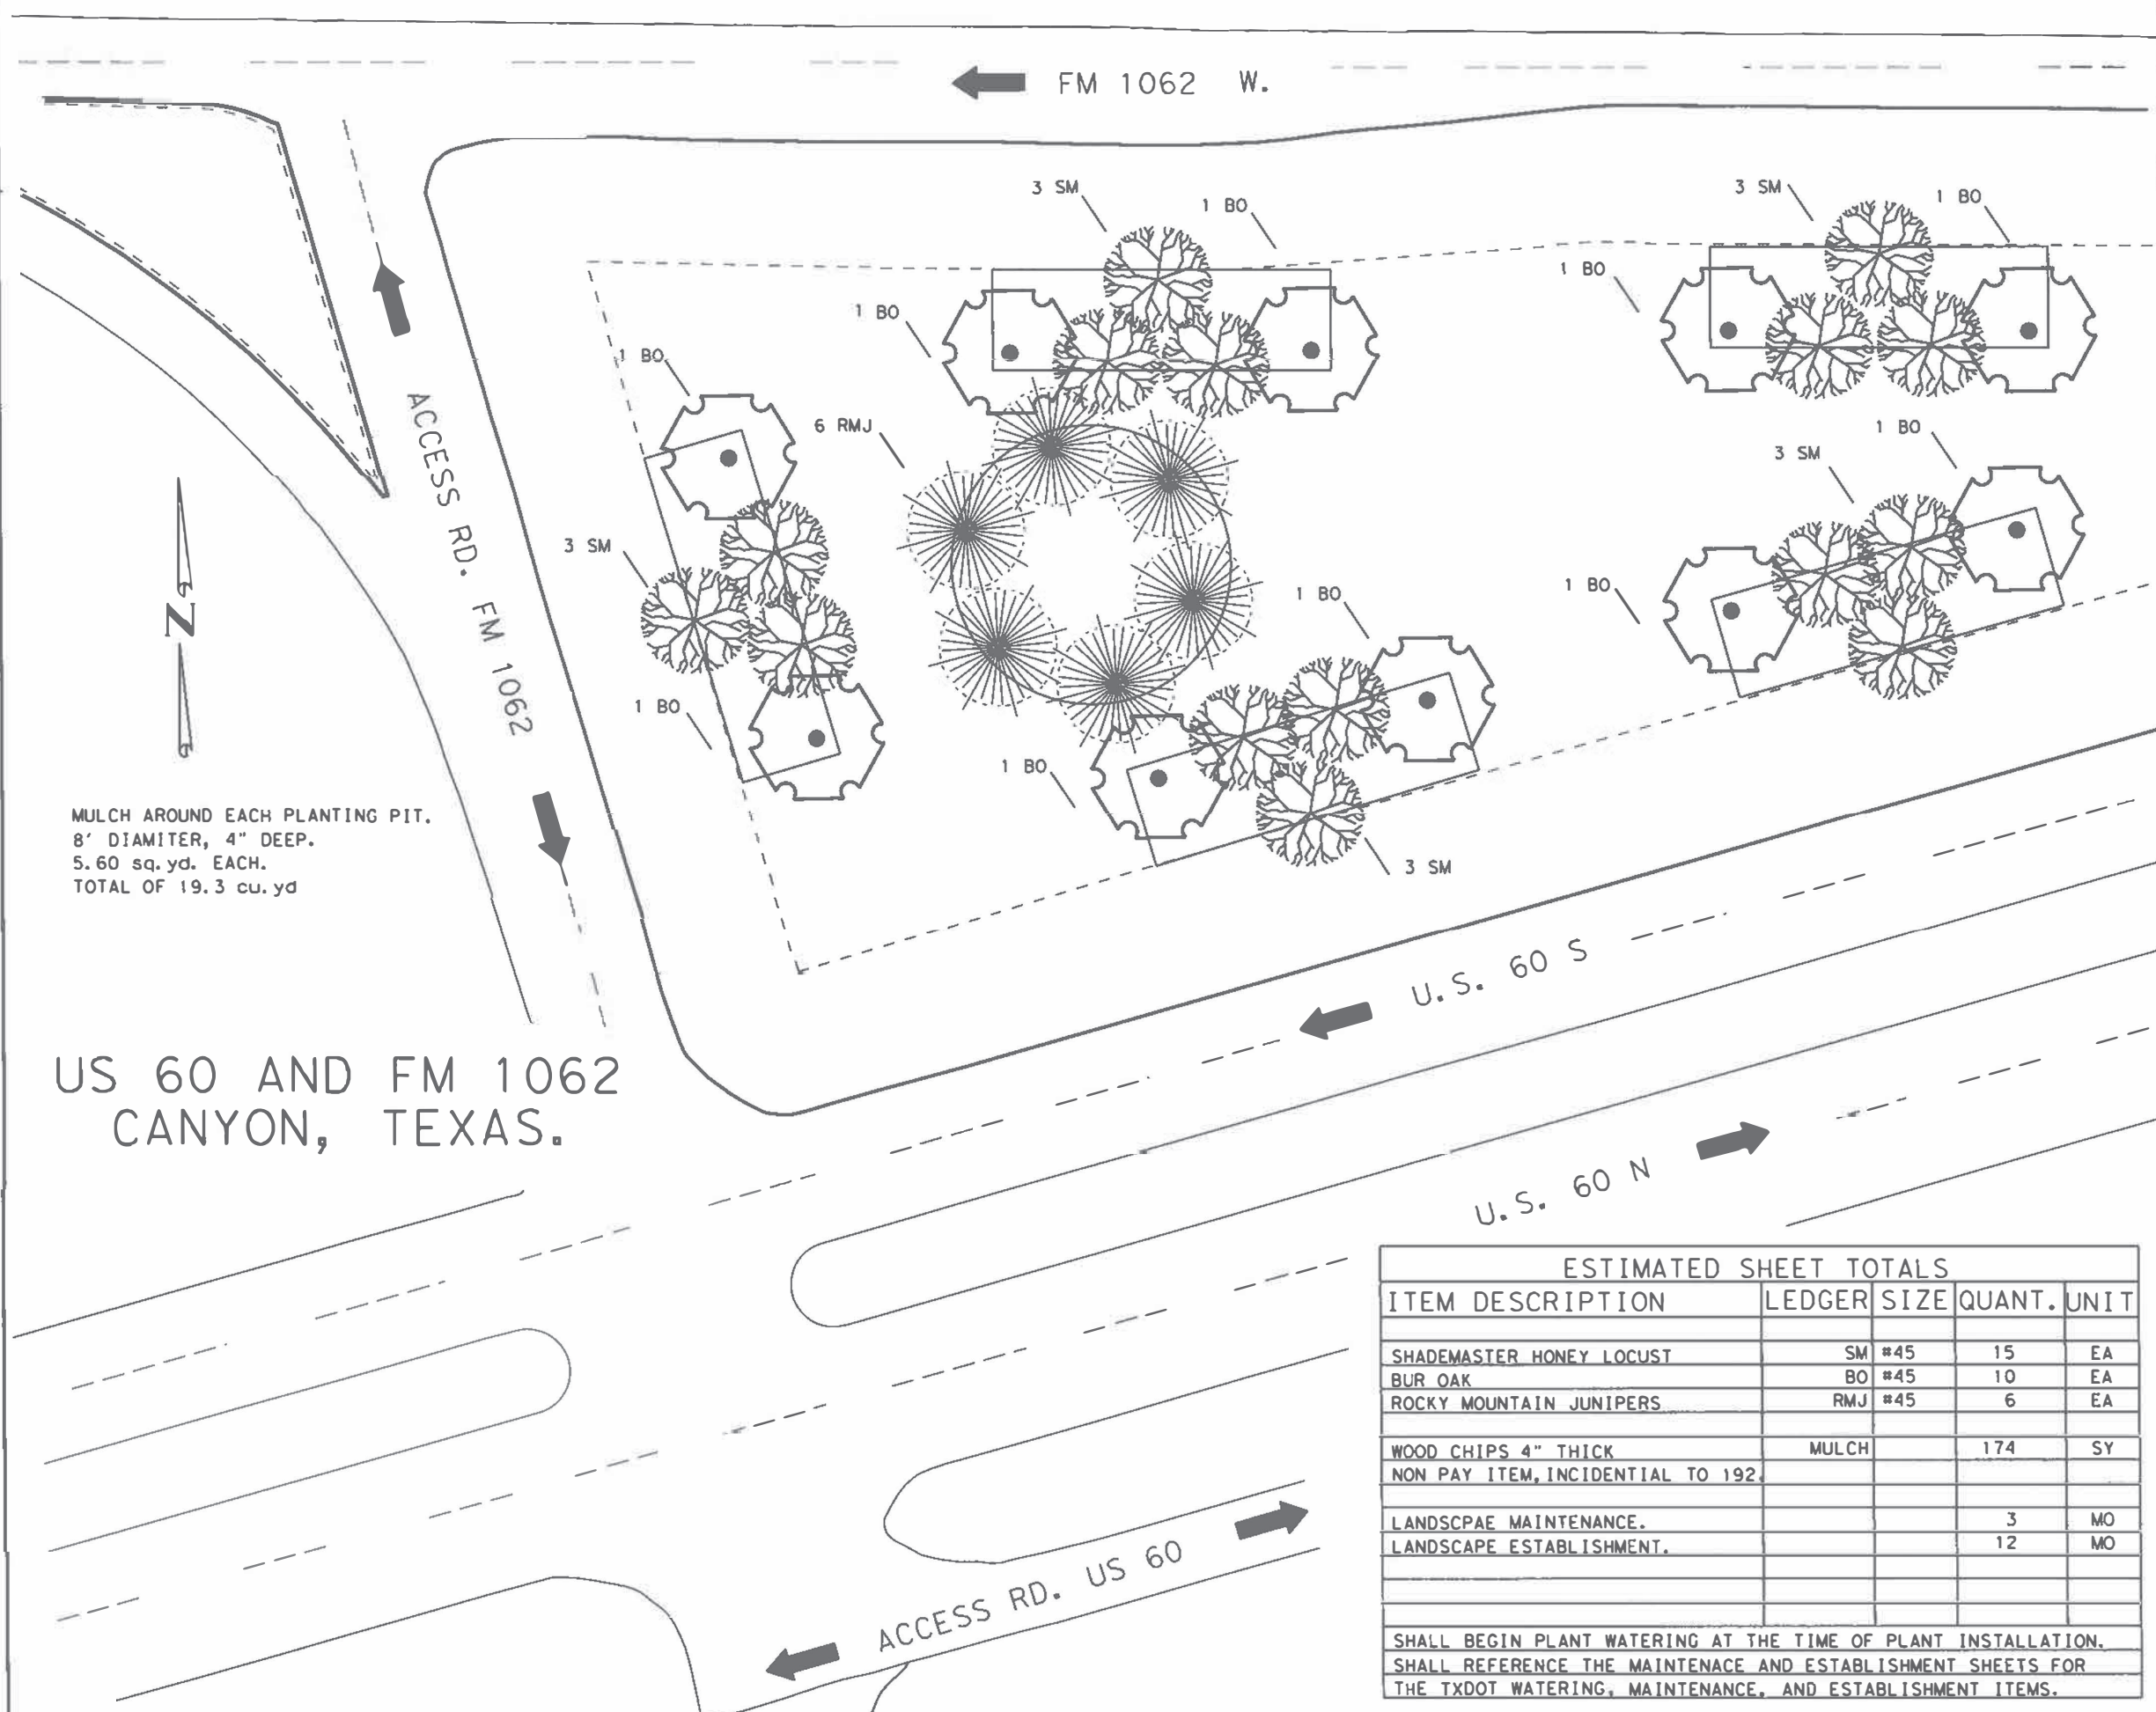 FM 1062 W.
3 SM
1 BO
3 SM
1 BO
1 BO
1 BO
1 BO
6 RMJ
1 BO
3 SM
3 SM
1 BO
1 BO
1 BO
1 BO
3 SM
ACCESS RD. FM 1062
N
MULCH AROUND EACH PLANTING PIT.
8' DIAMITER, 4" DEEP.
5.60 sq.yd. EACH.
TOTAL OF 19.3 cu.yd
U.S. 60 S
US 60 AND FM 1062
CANYON, TEXAS.
U.S. 60 N
ACCESS RD. US 60
ESTIMATED SHEET TOTALS
ITEM DESCRIPTION LEDGER SIZE QUANT. UNIT
SHADEMASTER HONEY LOCUST SM #45 15 EA
BUR OAK BO #45 10 EA
ROCKY MOUNTAIN JUNIPERS RMJ #45 6 EA
WOOD CHIPS 4" THICK MULCH 174 SY
NON PAY ITEM, INCIDENTIAL TO 192.
LANDSCPAE MAINTENANCE. 3 MO
LANDSCAPE ESTABLISHMENT. 12 MO
SHALL BEGIN PLANT WATERING AT THE TIME OF PLANT INSTALLATION.
SHALL REFERENCE THE MAINTENACE AND ESTABLISHMENT SHEETS FOR
THE TXDOT WATERING, MAINTENANCE, AND ESTABLISHMENT ITEMS.